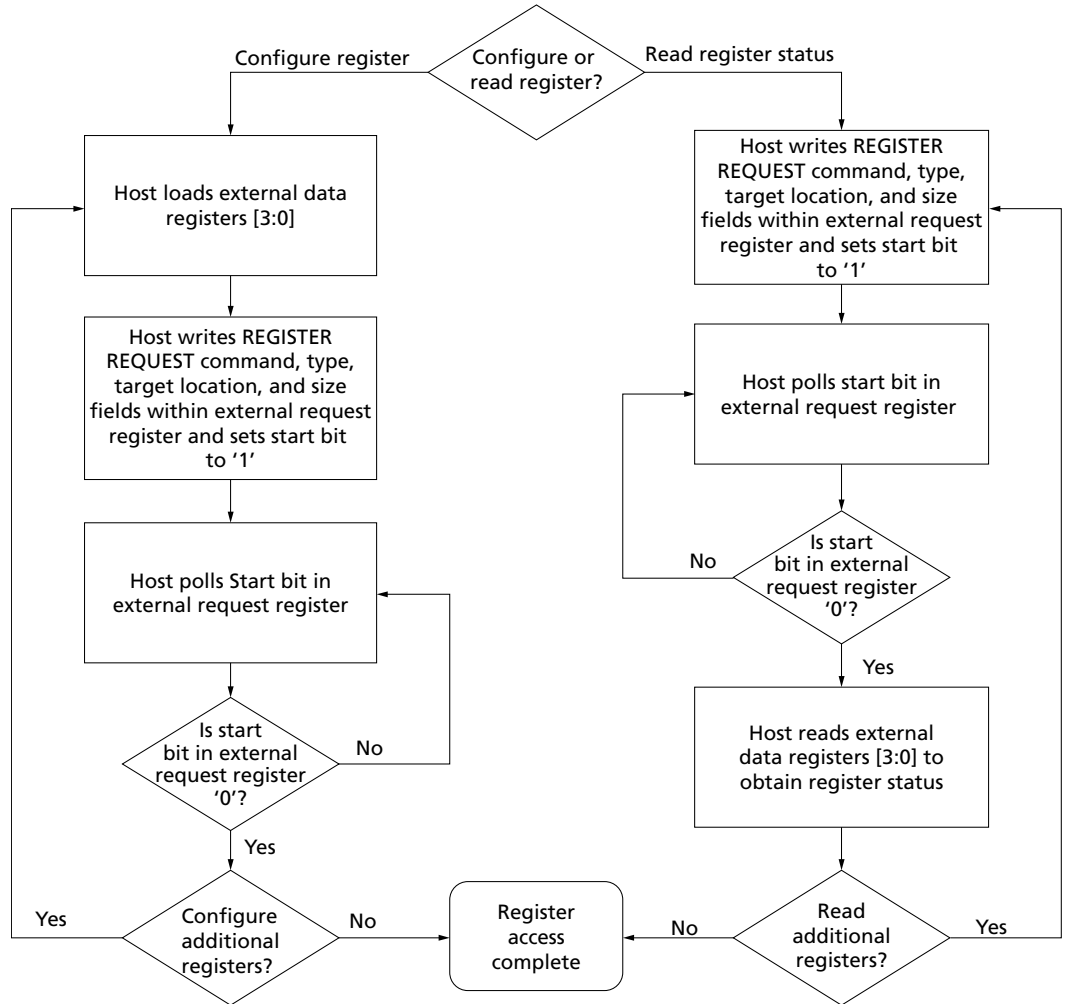 Configure register
Configure or
read register?
Read register status
Host loads external data
registers [3:0]
Host writes REGISTER
REQUEST command, type,
target location, and size
fields within external request
register and sets start bit
to ‘1’
Host polls Start bit in
external request register
Is start
bit in external
request register
‘0’?
No
Yes
Configure
additional
registers?
Yes
No
Host writes REGISTER
REQUEST command, type,
target location, and size
fields within external request
register and sets start bit
to ‘1’
Host polls start bit in
external request register
Is start
bit in external
request register
‘0’?
No
Yes
Host reads external
data registers [3:0] to
obtain register status
Read
additional
registers?
No
Yes
Register
access
complete